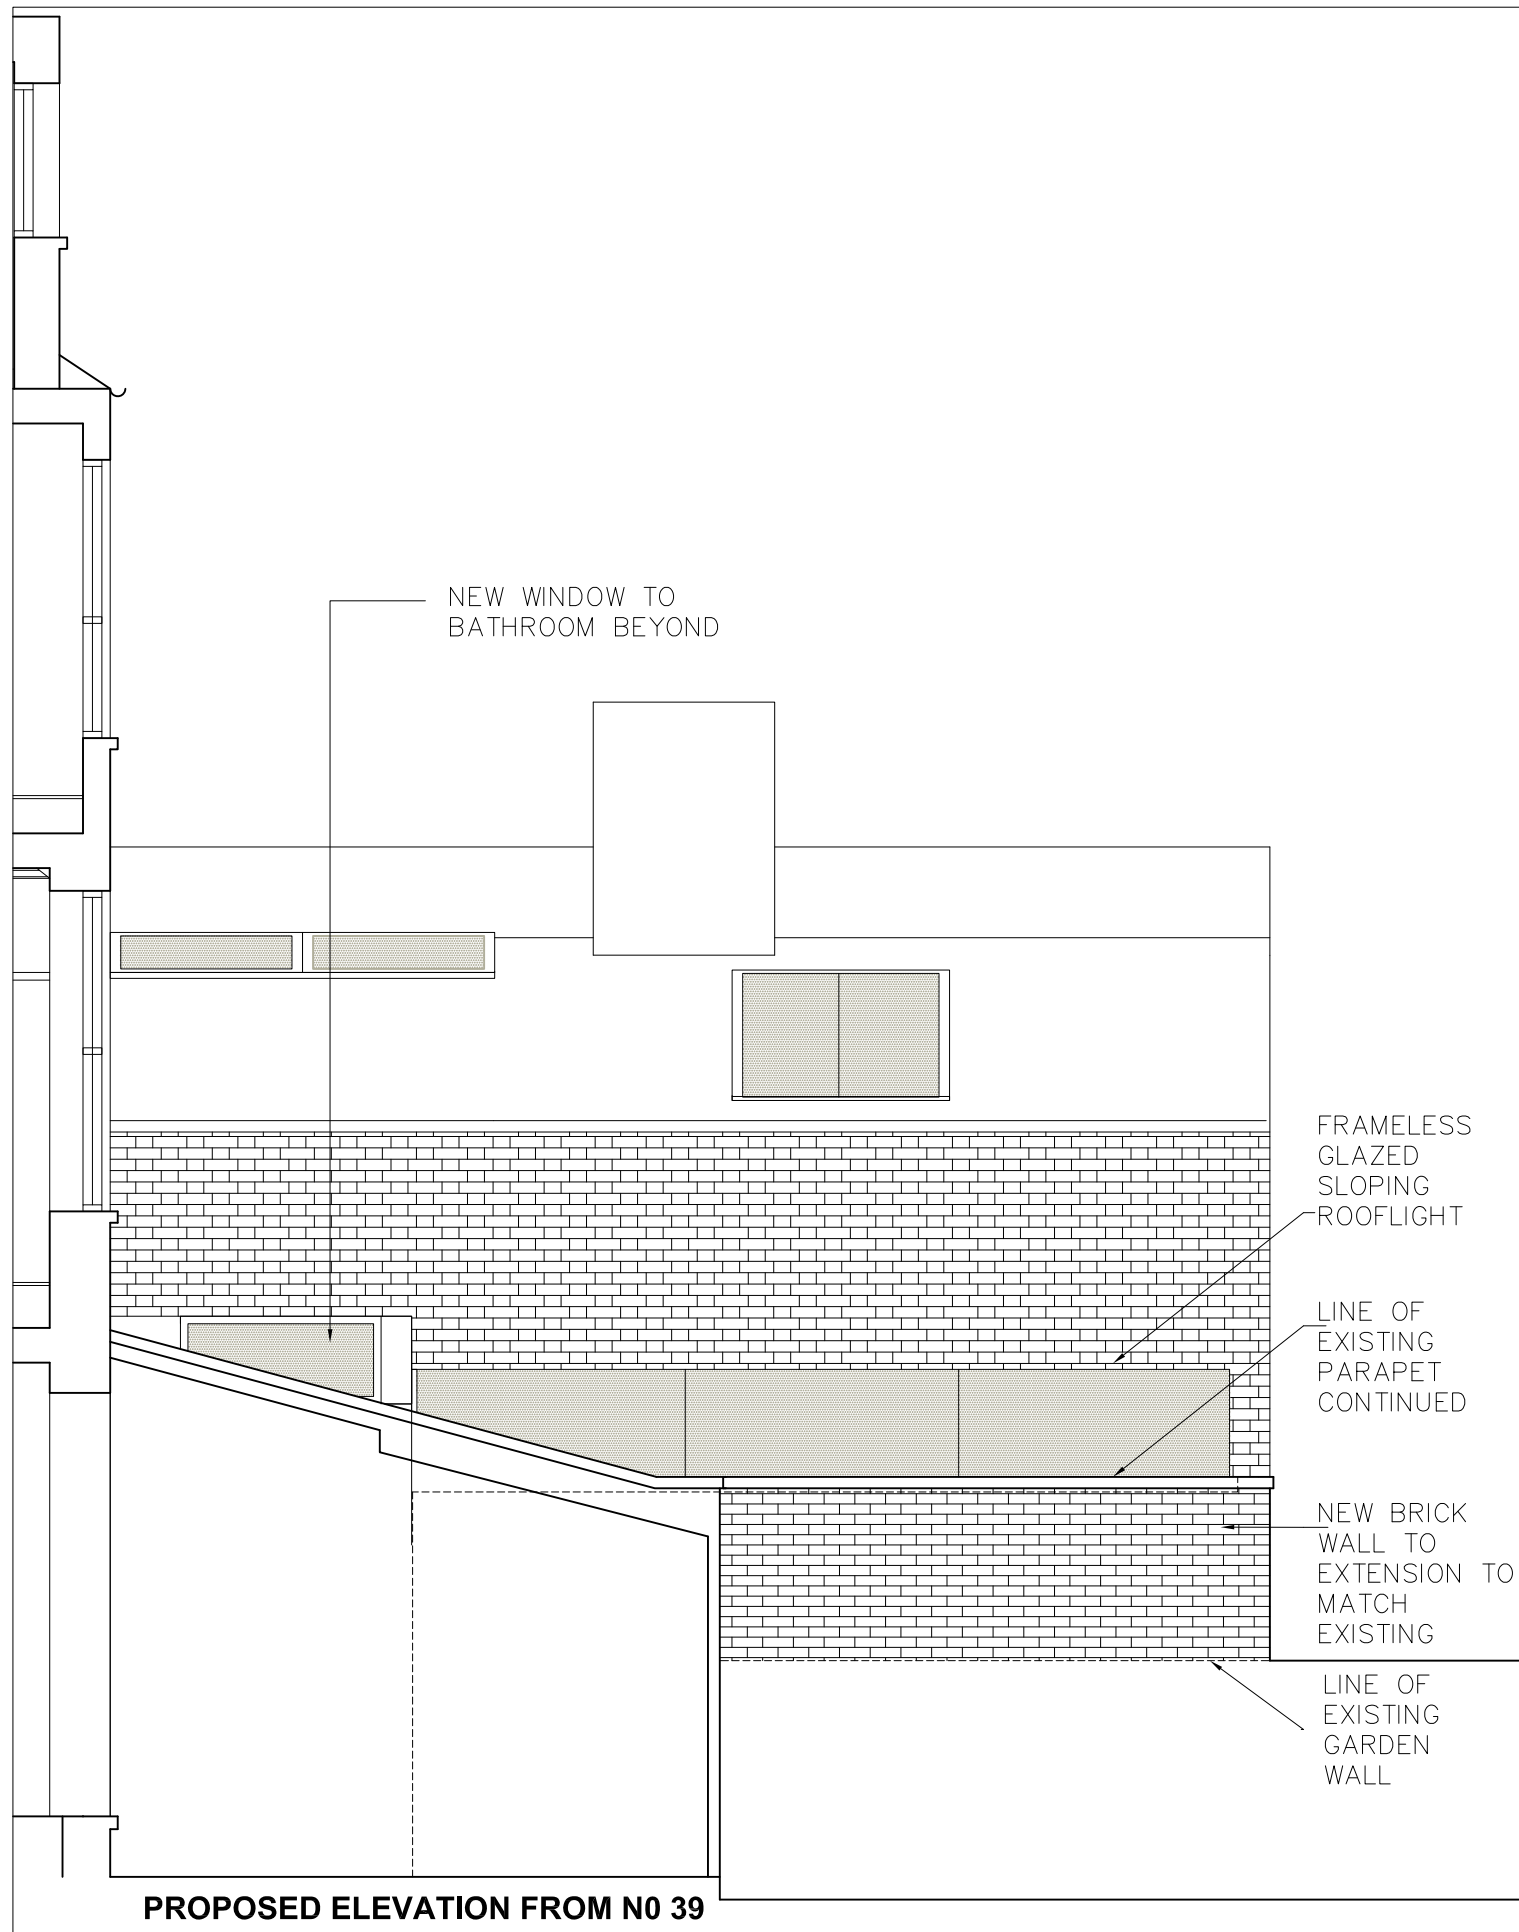 NEW WINDOW TO
BATHROOM BEYOND
FRAMELESS
GLAZED
SLOPING
ROOFLIGHT
LINE OF
EXISTING
PARAPET
CONTINUED
NEW BRICK
WALL TO
EXTENSION TO
MATCH
EXISTING
LINE OF
EXISTING
GARDEN
WALL
PROPOSED ELEVATION FROM N0 39